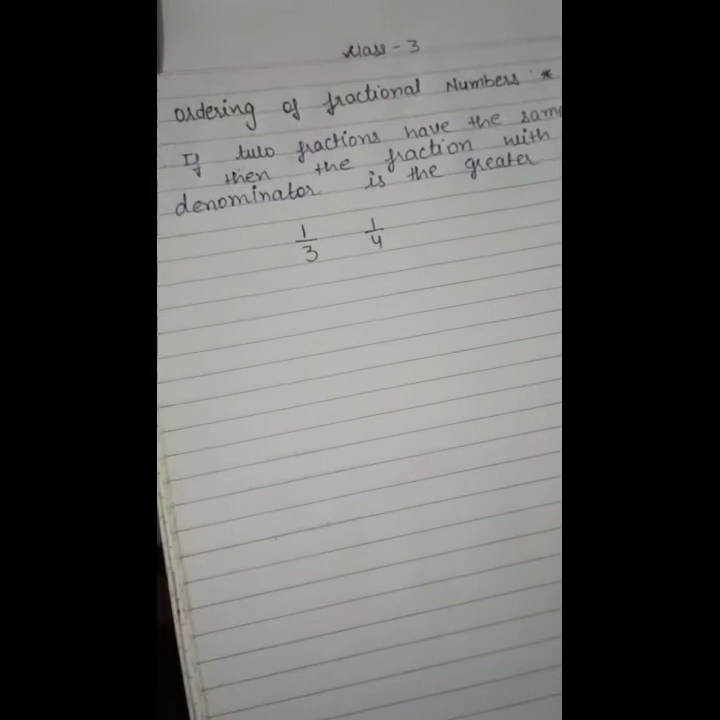 Class - 3
Ordering of fractional Numbers *
If two fractions have the same
then the fraction with
denominator is the greater
1/3 1/4